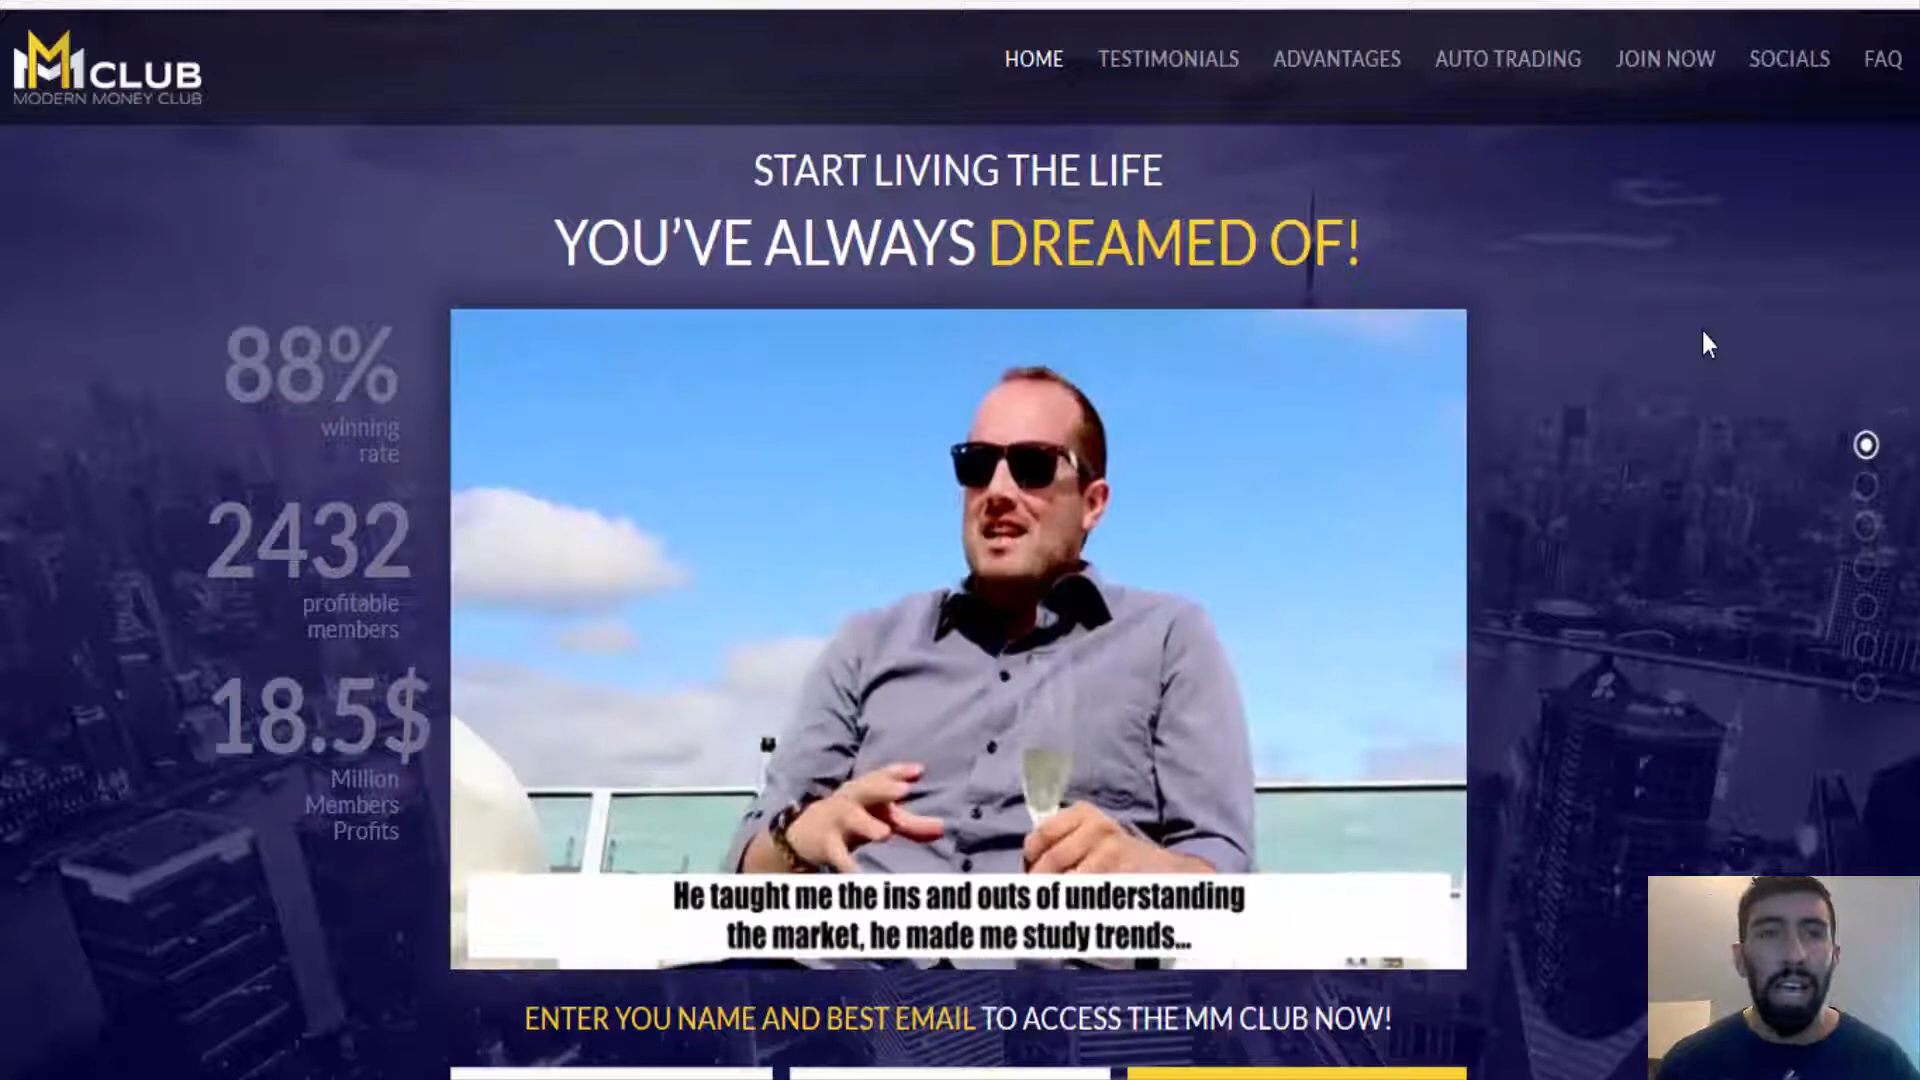 MM CLUB
MODERN MONEY CLUB
HOME
TESTIMONIALS
ADVANTAGES
AUTO TRADING
JOIN NOW
SOCIALS
FAQ
START LIVING THE LIFE
YOU'VE ALWAYS DREAMED OF!
88%
winning
rate
2432
profitable
members
18.5$
Million
Members
Profits
He taught me the ins and outs of understanding
the market, he made me study trends...
ENTER YOU NAME AND BEST EMAIL TO ACCESS THE MM CLUB NOW!